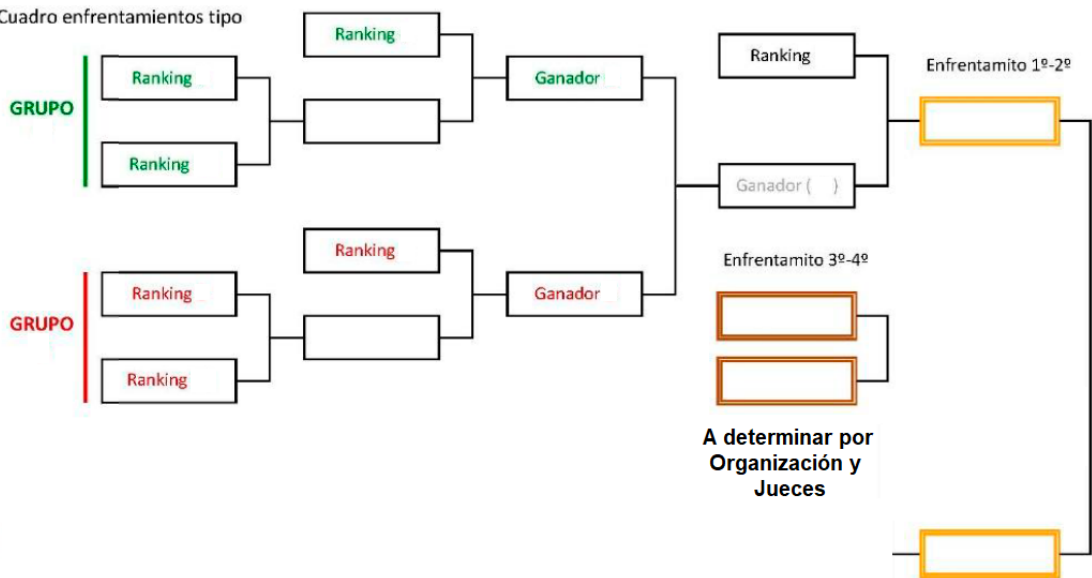 Cuadro enfrentamientos tipo
Ranking
Ranking
Ranking
GRUPO
Ranking
Ganador
Enfrentamito 1º-2º
Ranking
Ganador ( )
Ranking
Enfrentamito 3º-4º
Ranking
Ganador
GRUPO
Ranking
A determinar por
Organización y
Jueces